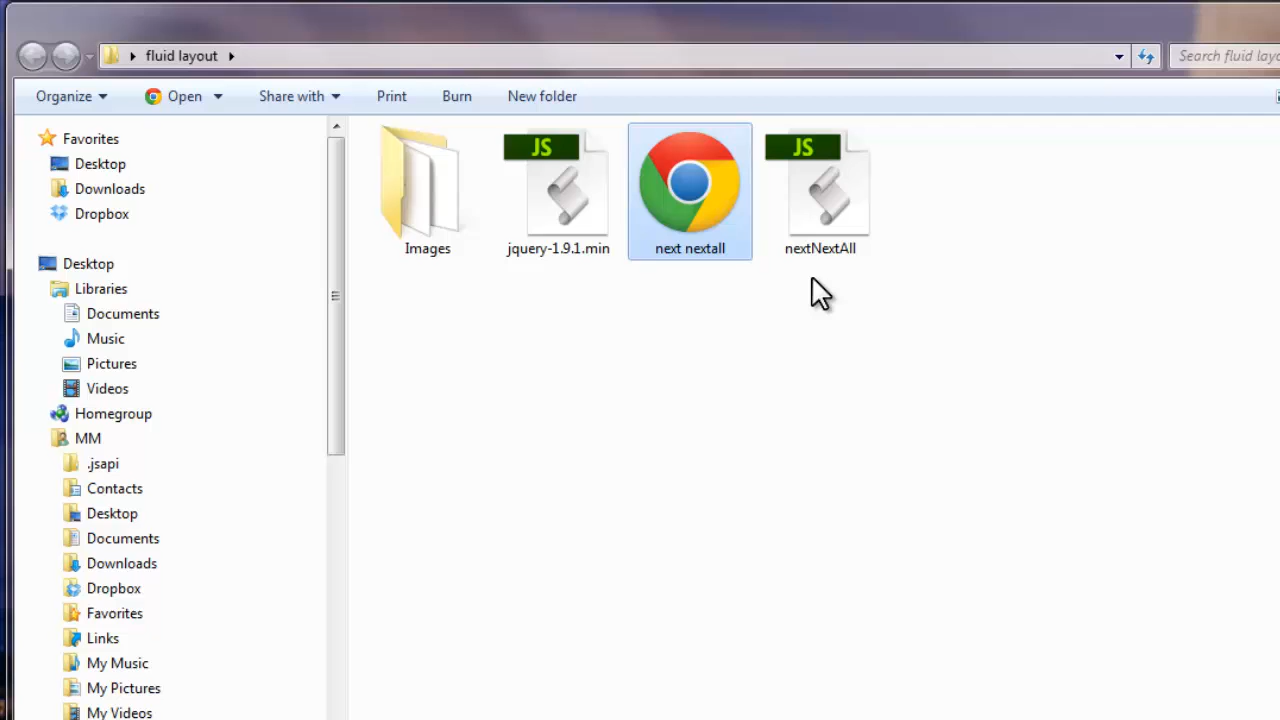 fluid layout
Search fluid layo
Organize Open Share with Print Burn New folder
Favorites
Desktop
Downloads
Dropbox
Desktop
Libraries
Documents
Music
Pictures
Videos
Homegroup
MM
.jsapi
Contacts
Desktop
Documents
Downloads
Dropbox
Favorites
Links
My Music
My Pictures
My Videos
JS JS
Images jquery-1.9.1.min next nextall nextNextAll